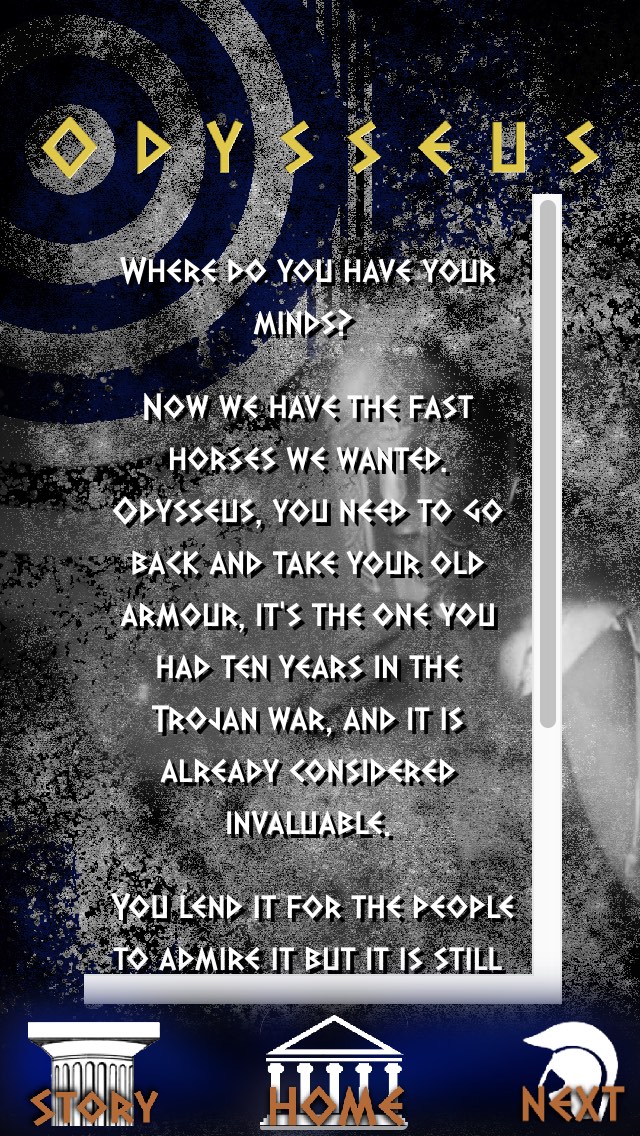 ODYSSEUS
WHERE DO YOU HAVE YOUR
MINDS?
NOW WE HAVE THE FAST
HORSES WE WANTED.
ODYSSEUS, YOU NEED TO GO
BACK AND TAKE YOUR OLD
ARMOUR, IT'S THE ONE YOU
HAD TEN YEARS IN THE
TROJAN WAR, AND IT IS
ALREADY CONSIDERED
INVALUABLE.
YOU LEND IT FOR THE PEOPLE
TO ADMIRE IT BUT IT IS STILL
STORY
HOME
NEXT